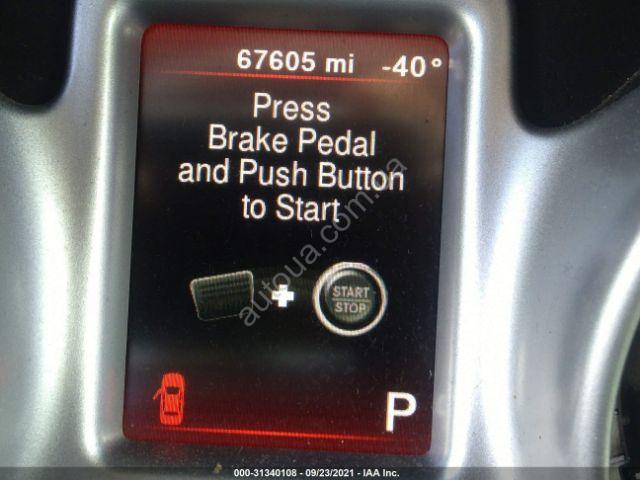 67605 mi -40°
Press
Brake Pedal
and Push Button
to Start
START
STOP
P
autoua.com.ua
000-31340108 - 09/23/2021 - IAA Inc.